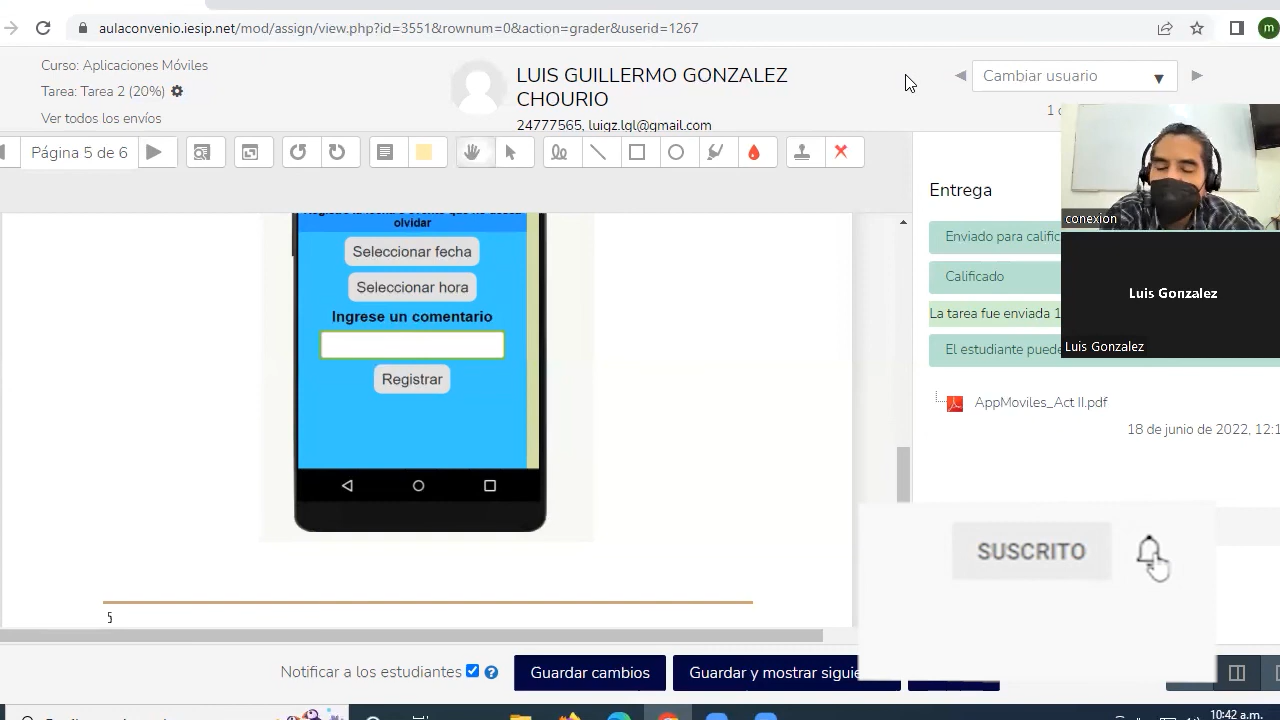 aulaconvenio.iesip.net/mod/assign/view.php?id=3551&rownum=0&action=grader&userid=1267
m
Curso: Aplicaciones Móviles
Tarea: Tarea 2 (20%)
Ver todos los envíos
LUIS GUILLERMO GONZALEZ
CHOURIO
24777565, luigz.lgl@gmail.com
Cambiar usuario
Página 5 de 6
olvidar
Seleccionar fecha
Seleccionar hora
Ingrese un comentario
Registrar
5
Entrega
Enviado para calific
Calificado
La tarea fue enviada 1
El estudiante puede
AppMoviles_Act II.pdf
18 de junio de 2022, 12:1
conexion
Luis Gonzalez
Luis Gonzalez
SUSCRITO
Notificar a los estudiantes
Guardar cambios
Guardar y mostrar siguie
10:42 a.m.